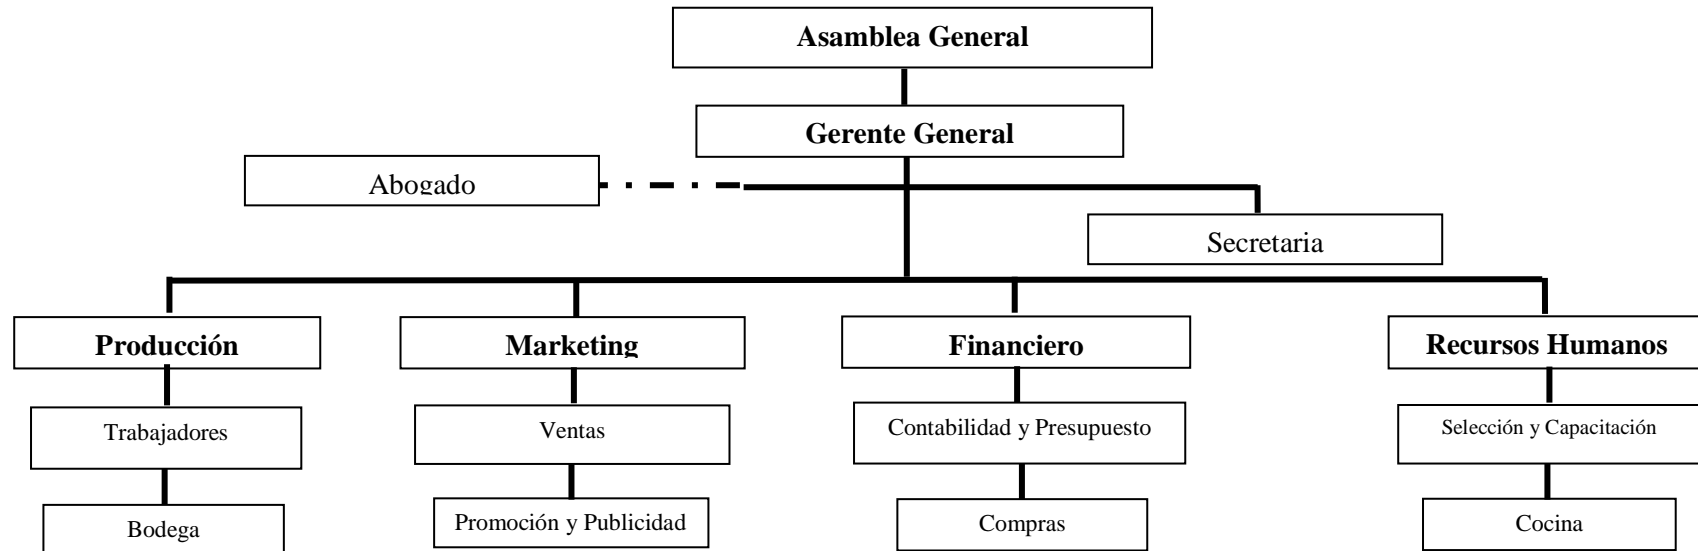 Asamblea General
Gerente General
Abogado
Secretaria
Producción
Marketing
Financiero
Recursos Humanos
Trabajadores
Ventas
Contabilidad y Presupuesto
Selección y Capacitación
Bodega
Promoción y Publicidad
Compras
Cocina